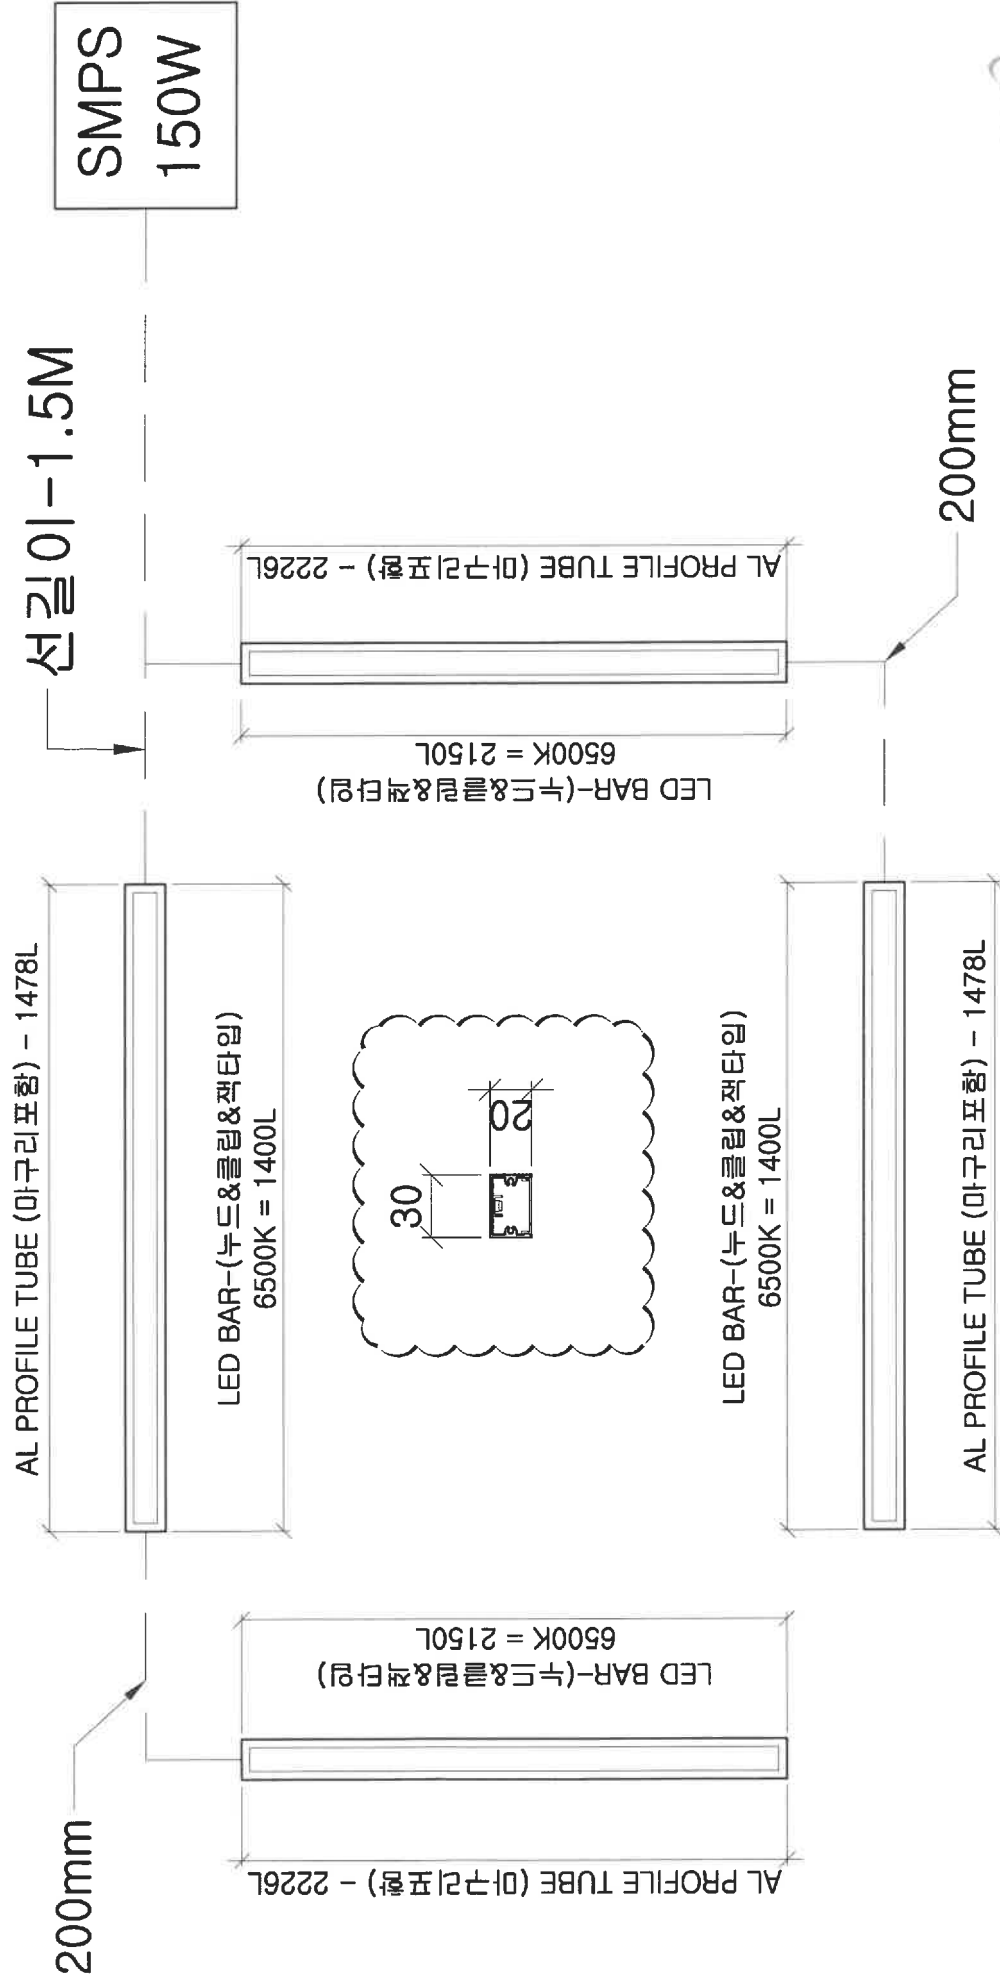 SMPS
150W
선길이-1.5M
200mm
AL PROFILE TUBE (마구리포함) - 1478L
LED BAR-(누드&클립&잭타입)
6500K = 1400L
AL PROFILE TUBE (마구리포함) - 2226L
LED BAR-(누드&클립&잭타입)
6500K = 2150L
30
20
LED BAR-(누드&클립&잭타입)
6500K = 2150L
AL PROFILE TUBE (마구리포함) - 2226L
LED BAR-(누드&클립&잭타입)
6500K = 1400L
AL PROFILE TUBE (마구리포함) - 1478L
200mm